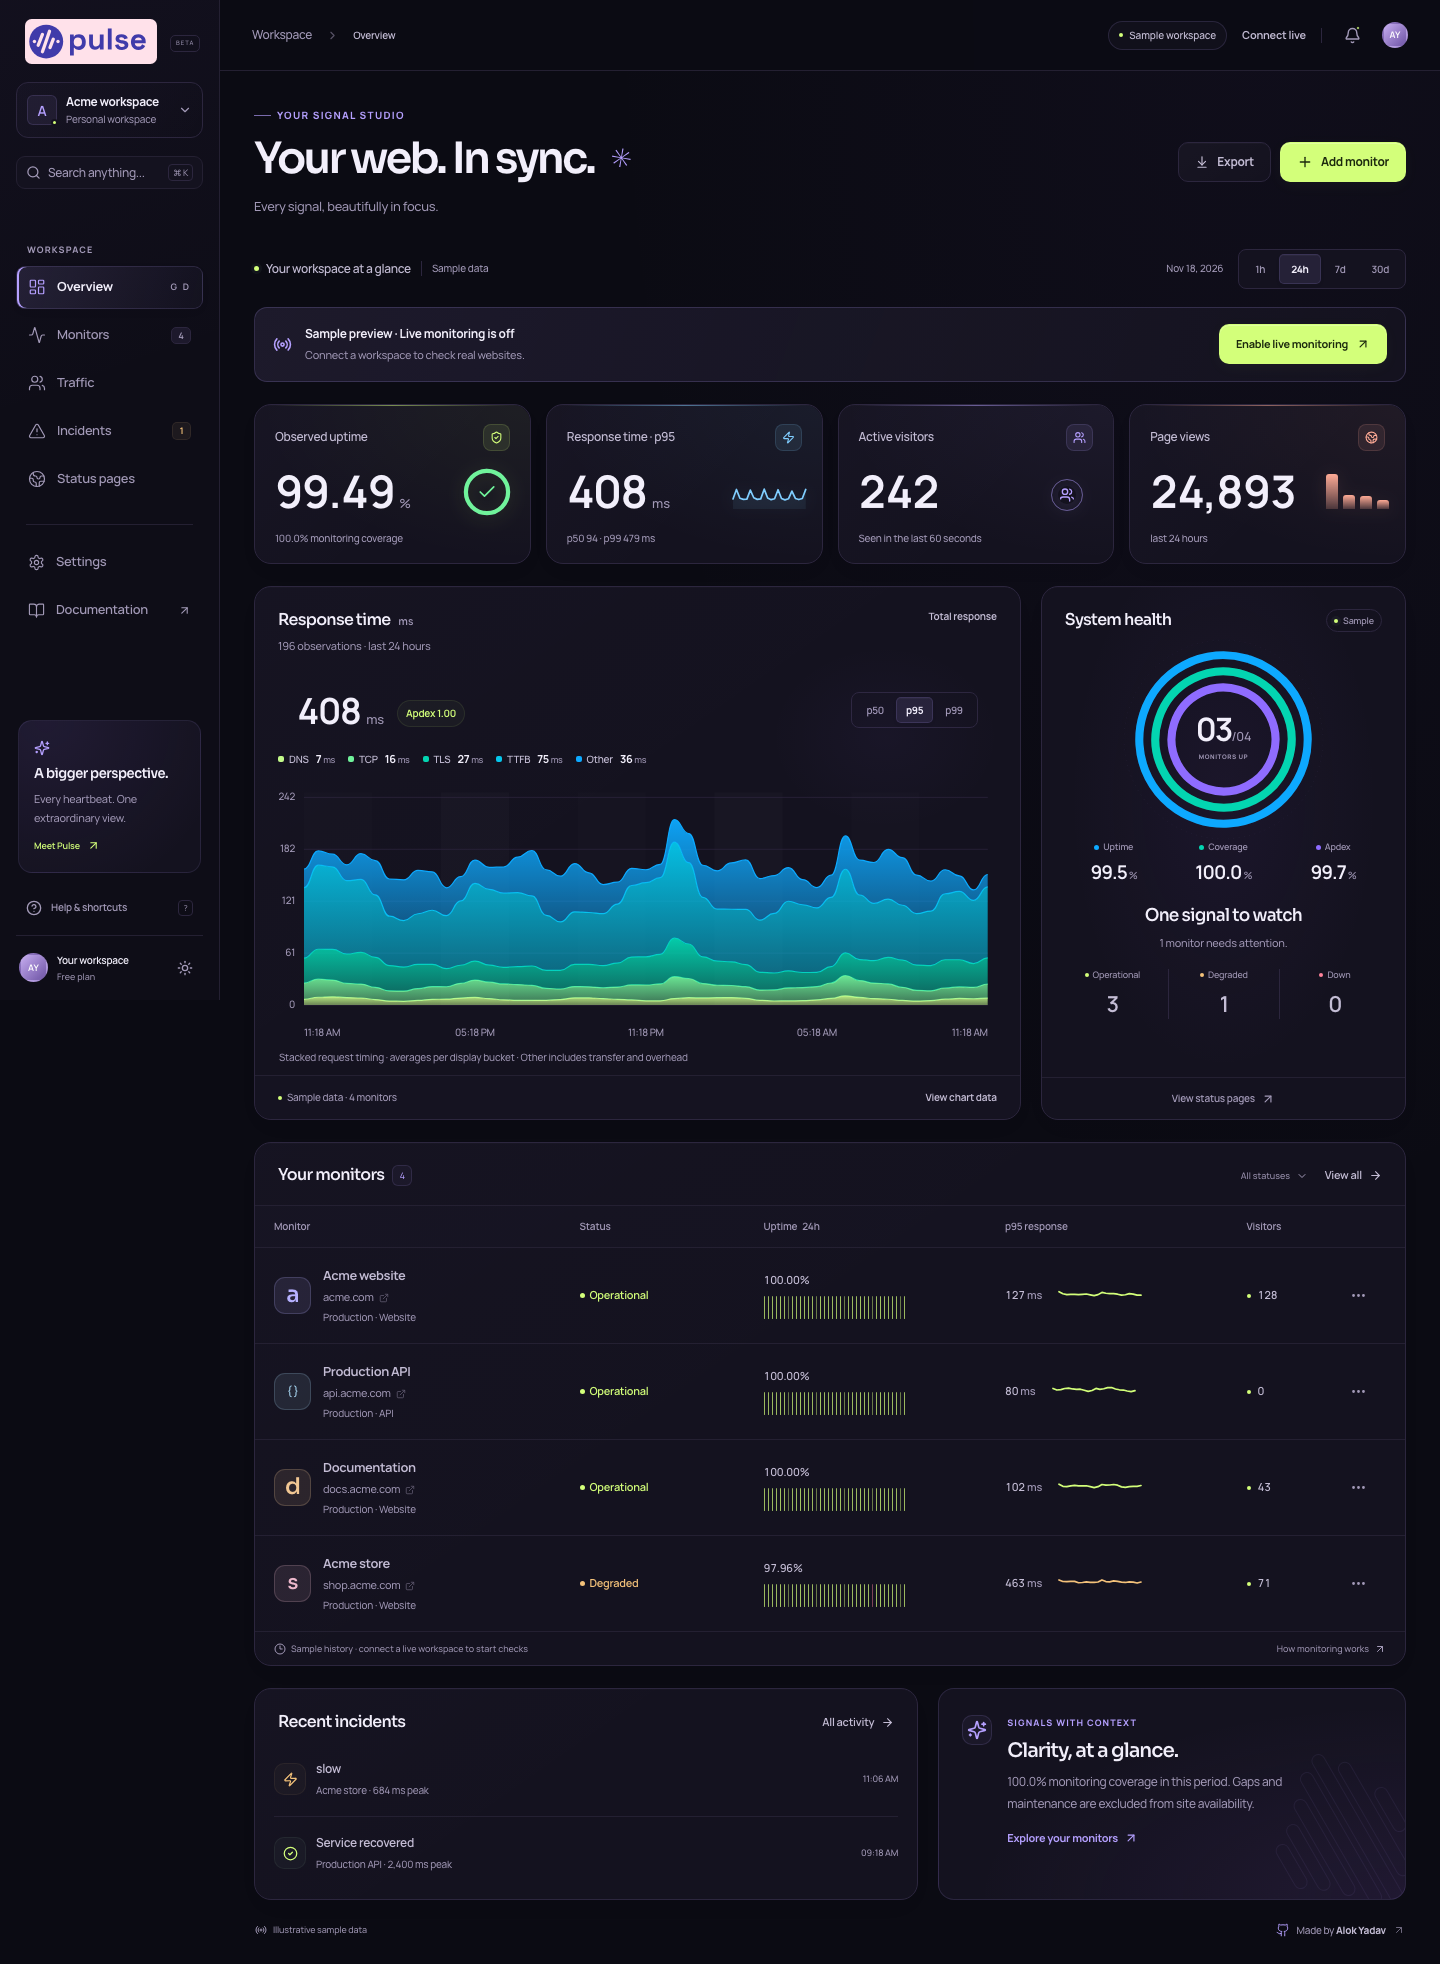 pulse
BETA
A
Acme workspace
Personal workspace
Search anything...
⌘ K
WORKSPACE
Overview
G D
Monitors
4
Traffic
Incidents
1
Status pages
Settings
Documentation
A bigger perspective.
Every heartbeat. One
extraordinary view.
Meet Pulse
Help & shortcuts
?
AY
Your workspace
Free plan
Workspace
Overview
Sample workspace
Connect live
AY
YOUR SIGNAL STUDIO
Your web. In sync.
Every signal, beautifully in focus.
Export
Add monitor
Your workspace at a glance
Sample data
Nov 18, 2026
1h
24h
7d
30d
Sample preview · Live monitoring is off
Connect a workspace to check real websites.
Enable live monitoring
Observed uptime
99.49 %
100.0% monitoring coverage
Response time · p95
408 ms
p50 94 · p99 479 ms
Active visitors
242
Seen in the last 60 seconds
Page views
24,893
last 24 hours
Response time ms
Total response
196 observations · last 24 hours
408 ms
Apdex 1.00
p50
p95
p99
DNS 7 ms
TCP 16 ms
TLS 27 ms
TTFB 75 ms
Other 36 ms
242
182
121
61
0
11:18 AM
05:18 PM
11:18 PM
05:18 AM
11:18 AM
Stacked request timing · averages per display bucket · Other includes transfer and overhead
Sample data · 4 monitors
View chart data
System health
Sample
03/04
MONITORS UP
Uptime
99.5 %
Coverage
100.0 %
Apdex
99.7 %
One signal to watch
1 monitor needs attention.
Operational
3
Degraded
1
Down
0
View status pages
Your monitors
4
All statuses
View all
Monitor
Status
Uptime 24h
p95 response
Visitors
a
Acme website
acme.com
Production · Website
Operational
100.00%
127 ms
128
{}
Production API
api.acme.com
Production · API
Operational
100.00%
80 ms
0
d
Documentation
docs.acme.com
Production · Website
Operational
100.00%
102 ms
43
s
Acme store
shop.acme.com
Production · Website
Degraded
97.96%
463 ms
71
Sample history · connect a live workspace to start checks
How monitoring works
Recent incidents
All activity
slow
Acme store · 684 ms peak
11:06 AM
Service recovered
Production API · 2,400 ms peak
09:18 AM
SIGNALS WITH CONTEXT
Clarity, at a glance.
100.0% monitoring coverage in this period. Gaps and
maintenance are excluded from site availability.
Explore your monitors
Illustrative sample data
Made by Alok Yadav